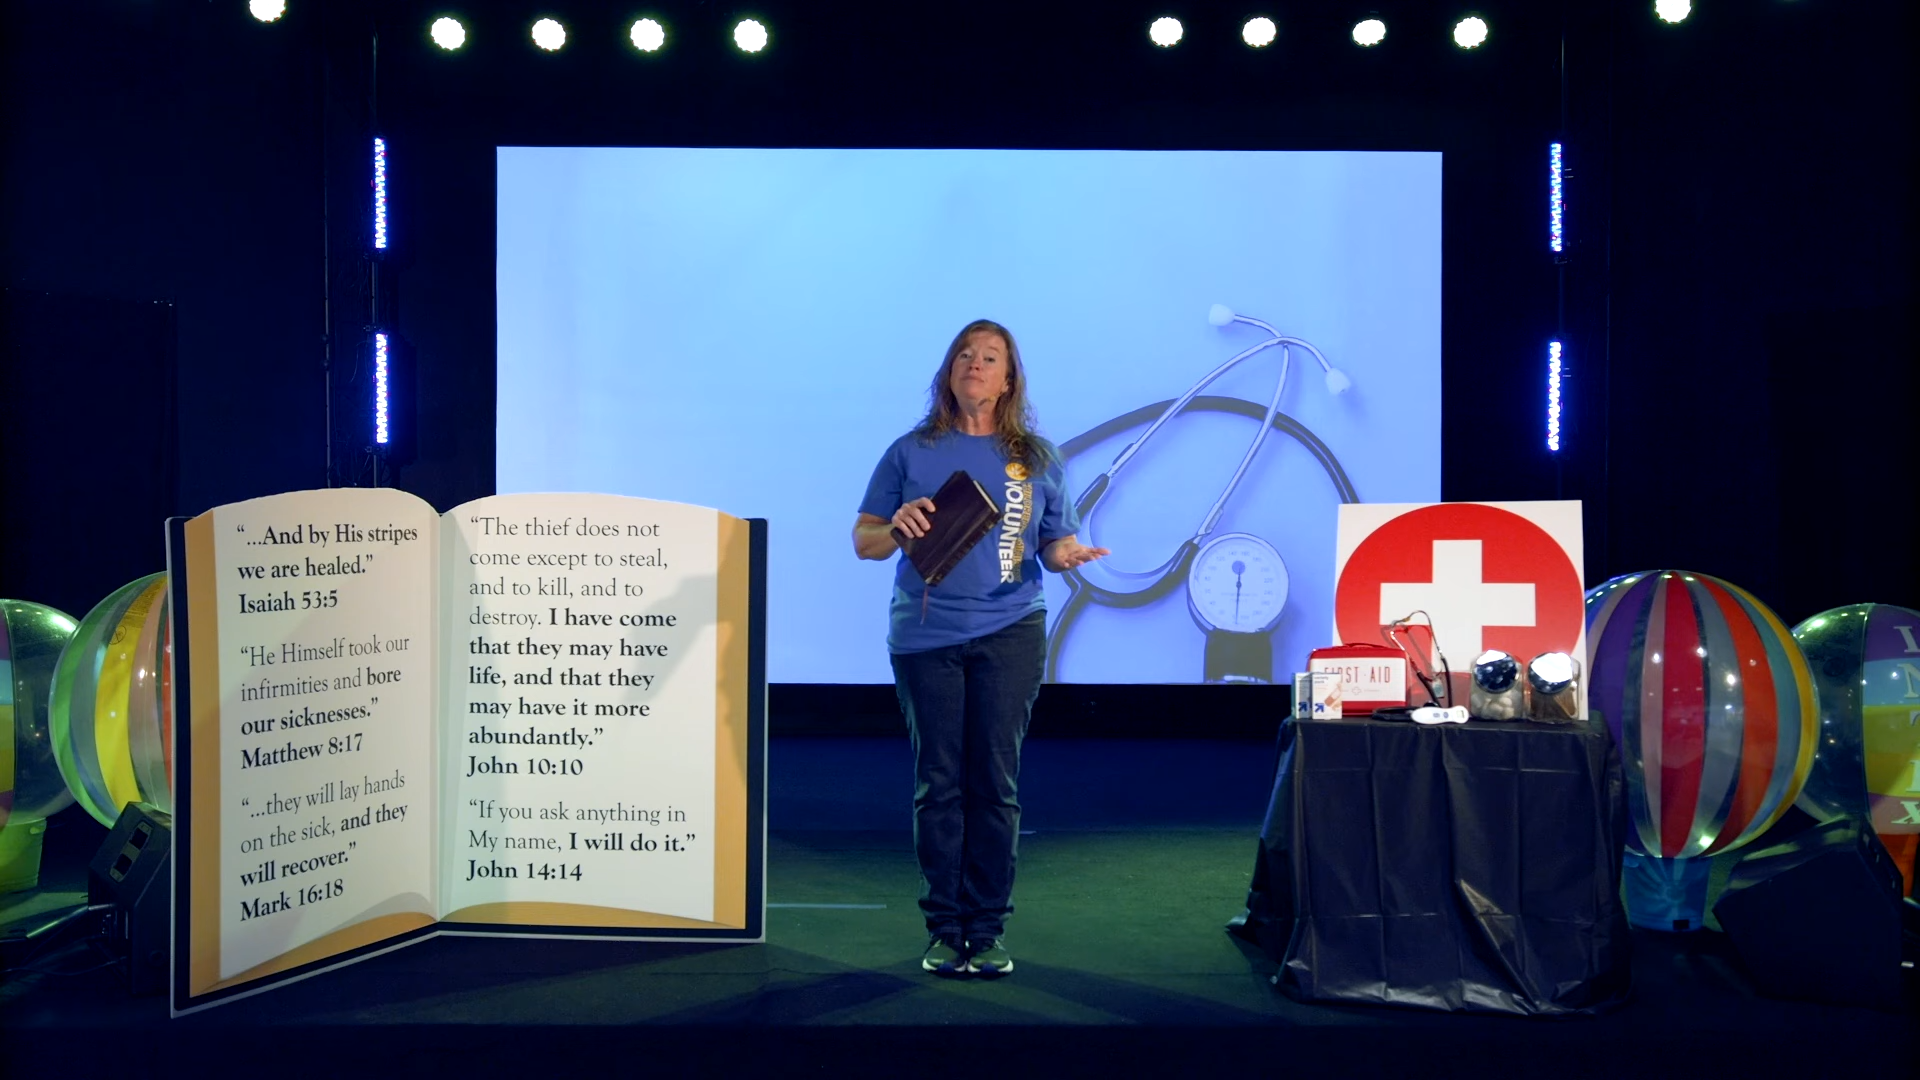 “...And by His stripes
we are healed.”
Isaiah 53:5
“He Himself took our
infirmities and bore
our sicknesses.”
Matthew 8:17
“...they will lay hands
on the sick, and they
will recover.”
Mark 16:18
“The thief does not
come except to steal,
and to kill, and to
destroy. I have come
that they may have
life, and that they
may have it more
abundantly.”
John 10:10
“If you ask anything in
My name, I will do it.”
John 14:14
VOLUNTEER
FIRST AID
INTEX